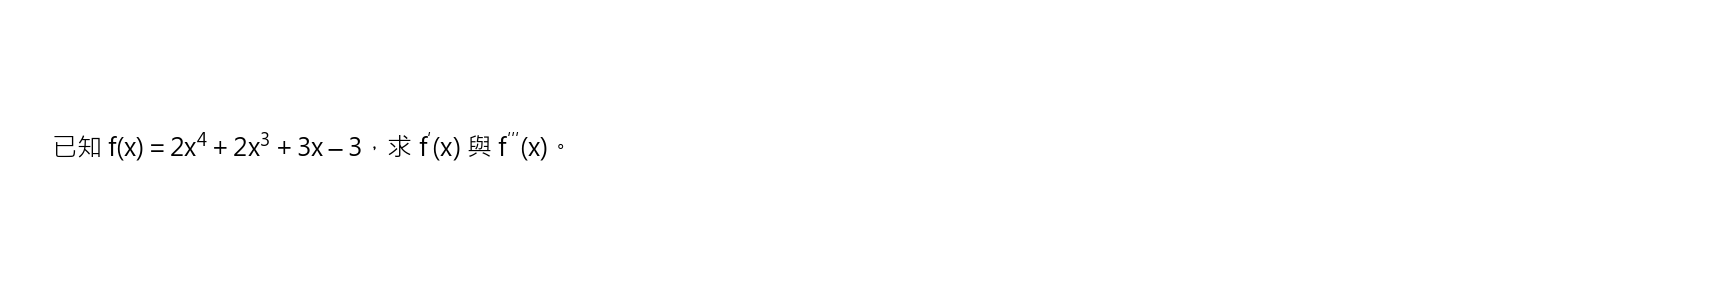 已知 f(x) = 2x⁴ + 2x³ + 3x – 3，求 f′(x) 與 f′′′(x)。